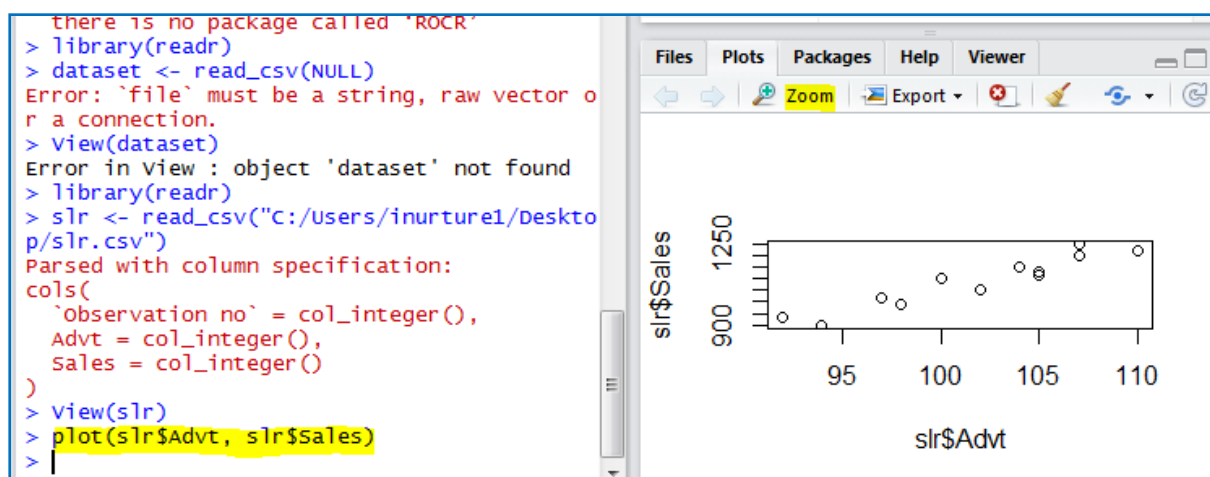 there is no package called 'ROCR'
> library(readr)
> dataset <- read_csv(NULL)
Error: `file` must be a string, raw vector o
r a connection.
> View(dataset)
Error in View : object 'dataset' not found
> library(readr)
> slr <- read_csv("C:/Users/inurture1/Deskto
p/slr.csv")
Parsed with column specification:
cols(
  `Observation no` = col_integer(),
  Advt = col_integer(),
  Sales = col_integer()
)
> View(slr)
> plot(slr$Advt, slr$Sales)
>
Files Plots Packages Help Viewer
Zoom Export
slr$Sales
1250
900
95 100 105 110
slr$Advt